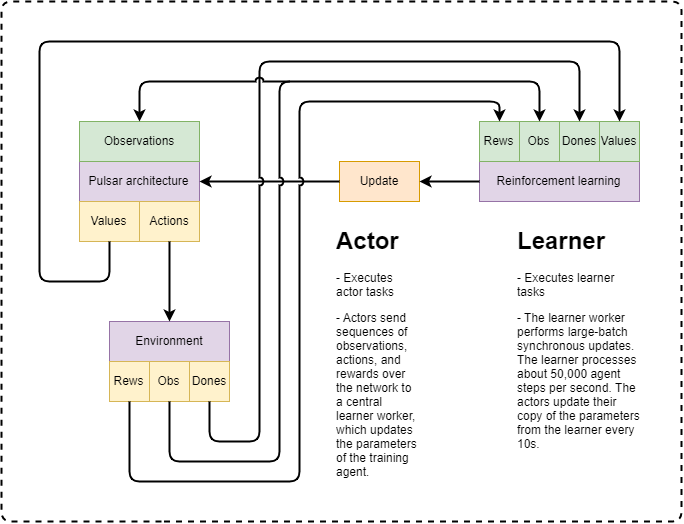 Observations
Pulsar architecture
Values
Actions
Environment
Rews
Obs
Dones
Update
Rews
Obs
Dones
Values
Reinforcement learning
Actor
- Executes
actor tasks
- Actors send
sequences of
observations,
actions, and
rewards over
the network to
a central
learner worker,
which updates
the parameters
of the training
agent.
Learner
- Executes learner
tasks
- The learner worker
performs large-batch
synchronous updates.
The learner processes
about 50,000 agent
steps per second. The
actors update their
copy of the parameters
from the learner every
10s.